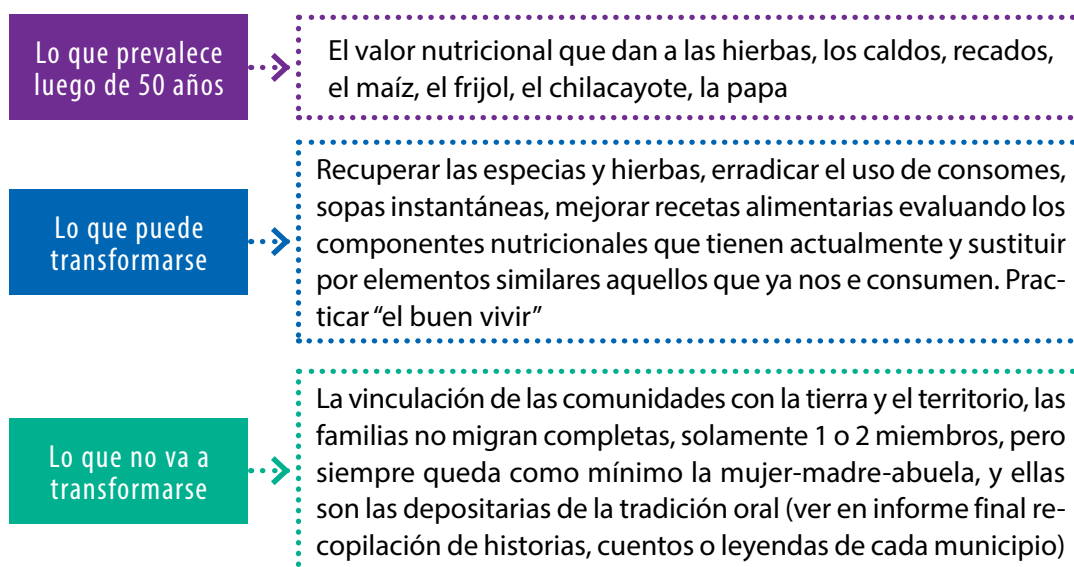 Lo que prevalece
luego de 50 años
El valor nutricional que dan a las hierbas, los caldos, recados,
el maíz, el frijol, el chilacayote, la papa
Lo que puede
transformarse
Recuperar las especias y hierbas, erradicar el uso de consomes,
sopas instantáneas, mejorar recetas alimentarias evaluando los
componentes nutricionales que tienen actualmente y sustituir
por elementos similares aquellos que ya nos e consumen. Prac-
ticar “el buen vivir”
Lo que no va a
transformarse
La vinculación de las comunidades con la tierra y el territorio, las
familias no migran completas, solamente 1 o 2 miembros, pero
siempre queda como mínimo la mujer-madre-abuela, y ellas
son las depositarias de la tradición oral (ver en informe final re-
copilación de historias, cuentos o leyendas de cada municipio)